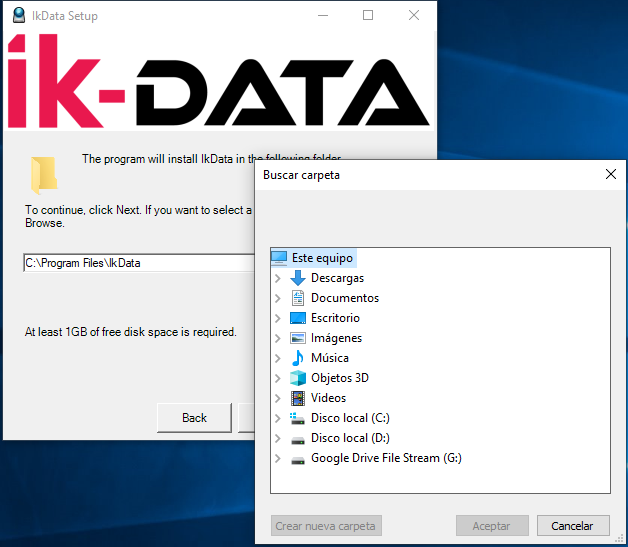 IkData Setup
ik-DATA
The program will install IkData in the following folder.
Buscar carpeta
To continue, click Next. If you want to select a
Browse.
C:\Program Files\IkData
Este equipo
Descargas
Documentos
Escritorio
Imágenes
Música
Objetos 3D
Videos
Disco local (C:)
Disco local (D:)
Google Drive File Stream (G:)
At least 1GB of free disk space is required.
Back
Crear nueva carpeta
Aceptar
Cancelar